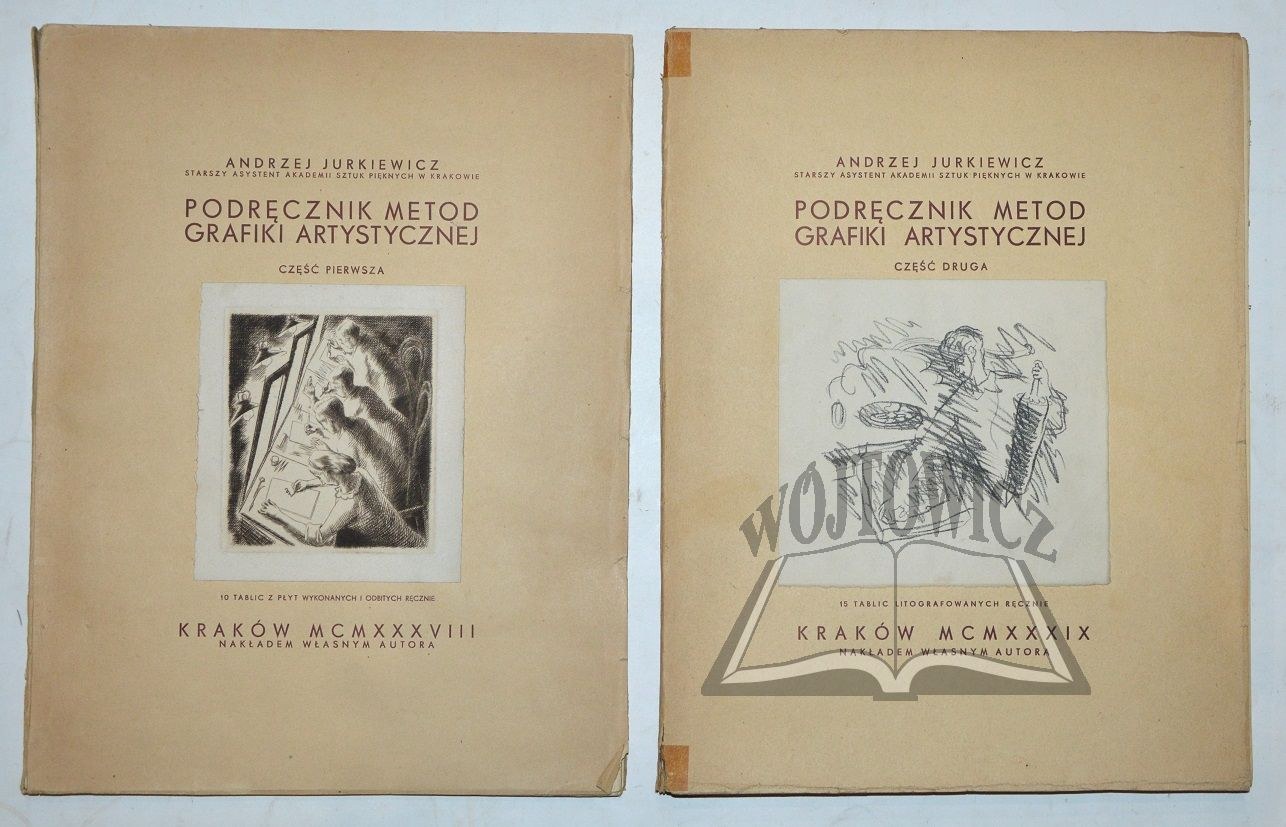 ANDRZEJ JURKIEWICZ
STARSZY ASYSTENT AKADEMII SZTUK PIĘKNYCH W KRAKOWIE
PODRĘCZNIK METOD
GRAFIKI ARTYSTYCZNEJ
CZĘŚĆ PIERWSZA
10 TABLIC Z PŁYT WYKONANYCH I ODBITYCH RĘCZNIE
KRAKÓW MCMXXXVIII
NAKŁADEM WŁASNYM AUTORA
ANDRZEJ JURKIEWICZ
STARSZY ASYSTENT AKADEMII SZTUK PIĘKNYCH W KRAKOWIE
PODRĘCZNIK METOD
GRAFIKI ARTYSTYCZNEJ
CZĘŚĆ DRUGA
WÓJTOWICZ
15 TABLIC LITOGRAFOWANYCH RĘCZNIE
KRAKÓW MCMXXXIX
NAKŁADEM WŁASNYM AUTORA